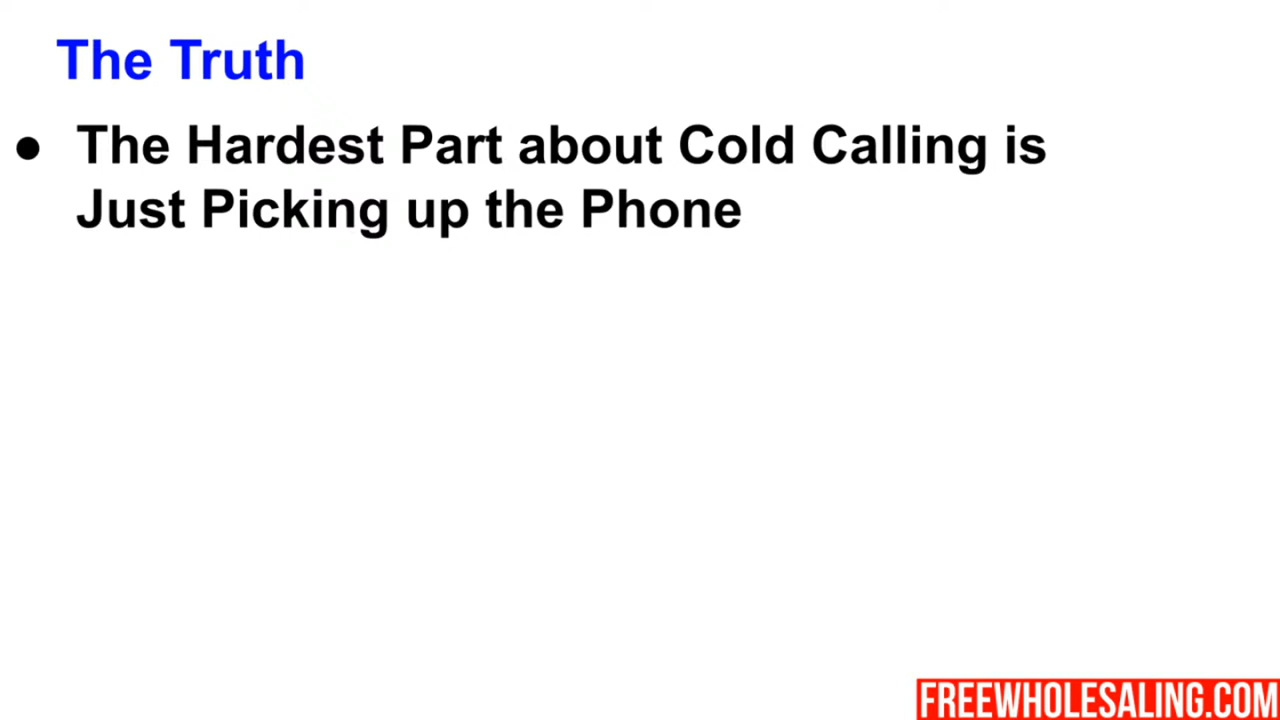 The Truth
● The Hardest Part about Cold Calling is
Just Picking up the Phone
FREEWHOLESALING.COM